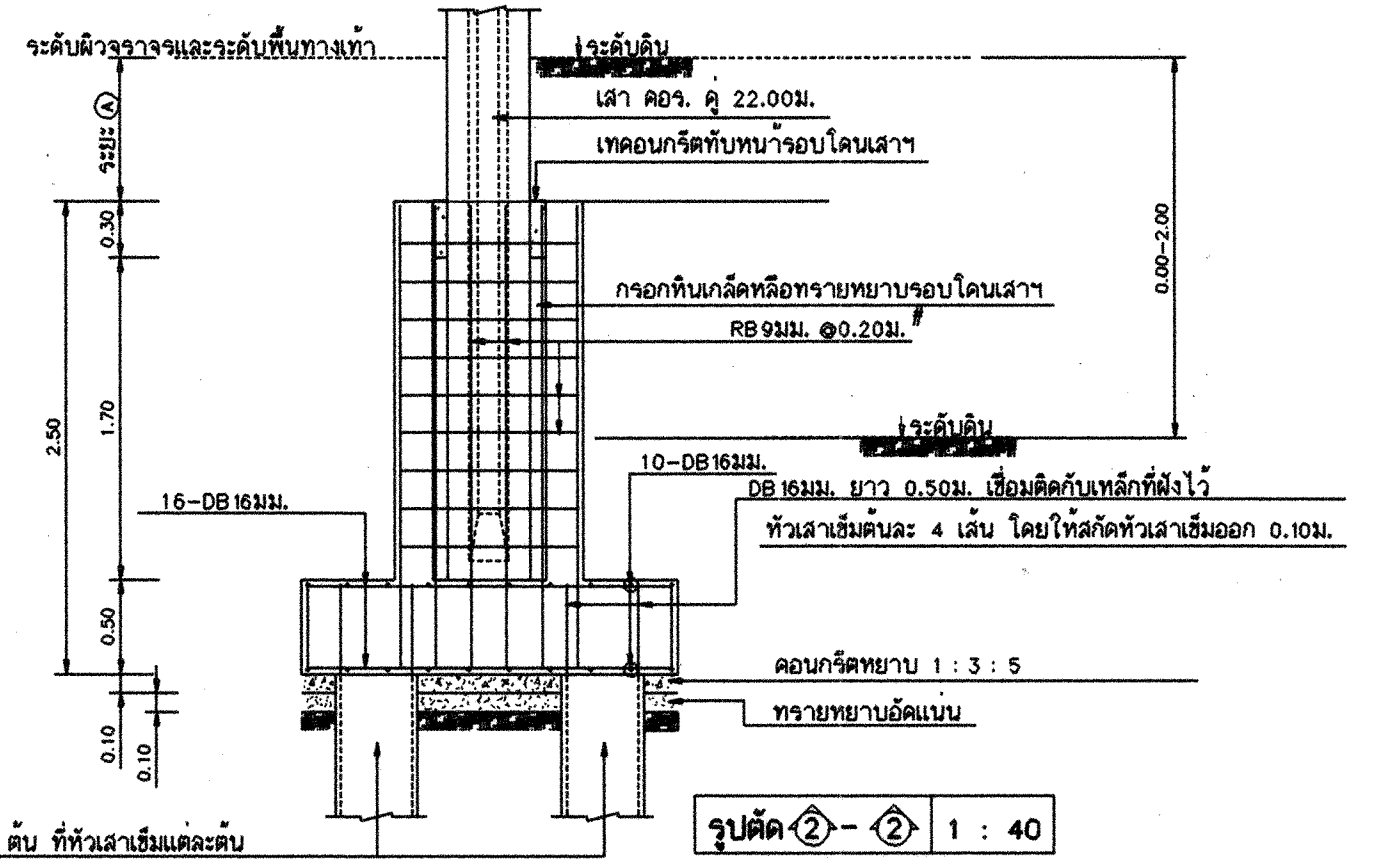 ระดับผิวจราจรและระดับพื้นทางเท้า
ระดับดิน
ระยะ A
เสา คอร. คู่ 22.00ม.
เทคอนกรีตทับหน้ารอบโคนเสาฯ
0.30
0.00-2.00
กรอกหินเกล็ดหลือทรายหยาบรอบโคนเสาฯ
RB9มม. @0.20ม.#
2.50
1.70
ระดับดิน
10-DB16มม.
DB16มม. ยาว 0.50ม. เชื่อมติดกับเหล็กที่ฝังไว้
16-DB16มม.
หัวเสาเข็มต้นละ 4 เส้น โดยให้สกัดหัวเสาเข็มออก 0.10ม.
0.50
คอนกรีตหยาบ 1 : 3 : 5
ทรายหยาบอัดแน่น
0.10
0.10
รูปตัด 2 - 2 1 : 40
ต้น ที่หัวเสาเข็มแต่ละต้น